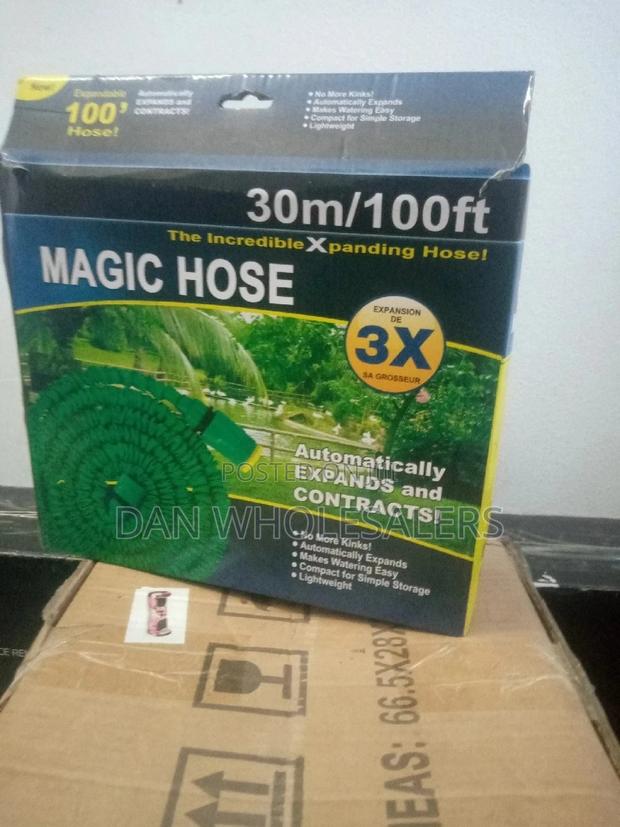 New!
Expandable
100'
Hose!
Automatically
EXPANDS and
CONTRACTS!
• No More Kinks!
• Automatically Expands
• Makes Watering Easy
• Compact for Simple Storage
• Lightweight
30m/100ft
The Incredible Xpanding Hose!
MAGIC HOSE
EXPANSION
DE
3X
SA GROSSEUR
Automatically
EXPANDS and
CONTRACTS!
POSTED ON
DAN WHOLESALERS
• No More Kinks!
• Automatically Expands
• Makes Watering Easy
• Compact for Simple Storage
• Lightweight
EAS: 66.5X28X